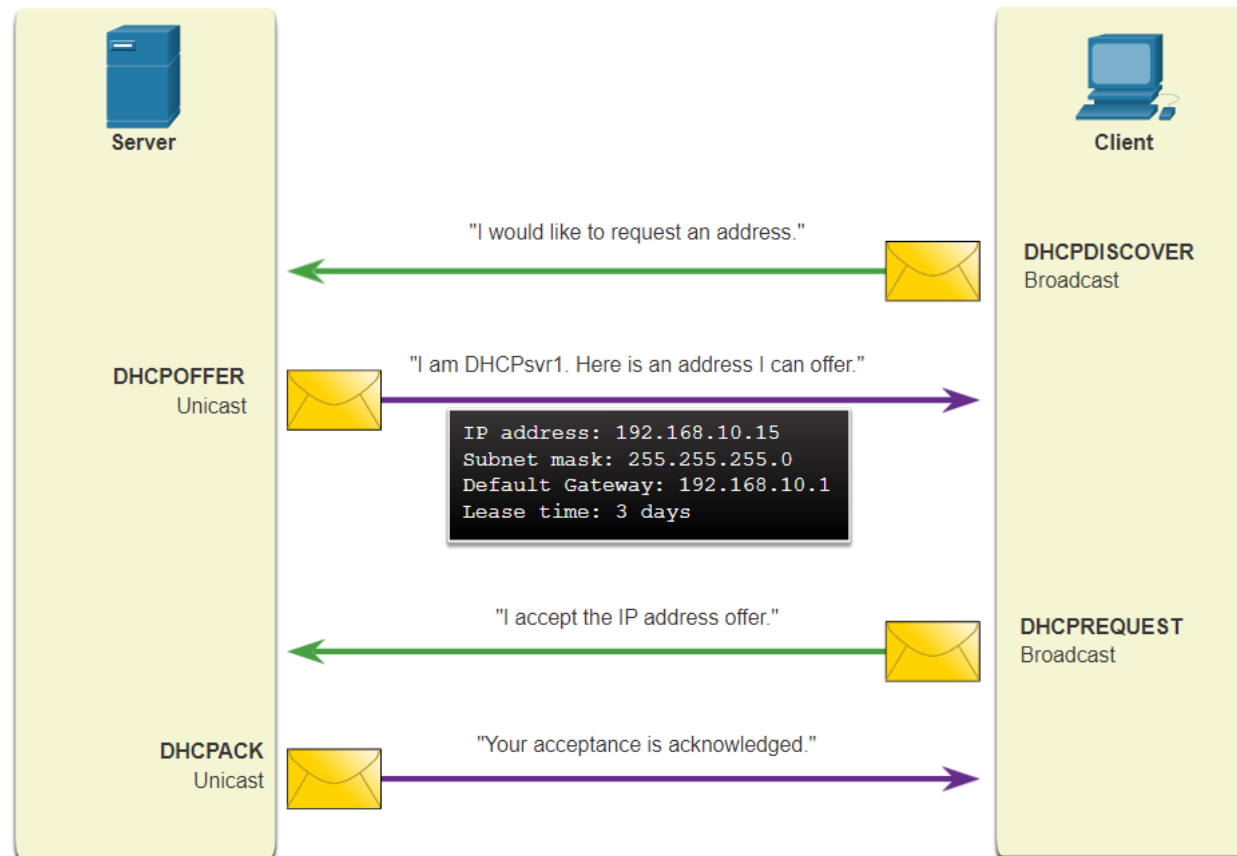 Server
Client
"I would like to request an address."
DHCPDISCOVER
Broadcast
"I am DHCPsvr1. Here is an address I can offer."
DHCPOFFER
Unicast
IP address: 192.168.10.15
Subnet mask: 255.255.255.0
Default Gateway: 192.168.10.1
Lease time: 3 days
"I accept the IP address offer."
DHCPREQUEST
Broadcast
"Your acceptance is acknowledged."
DHCPACK
Unicast